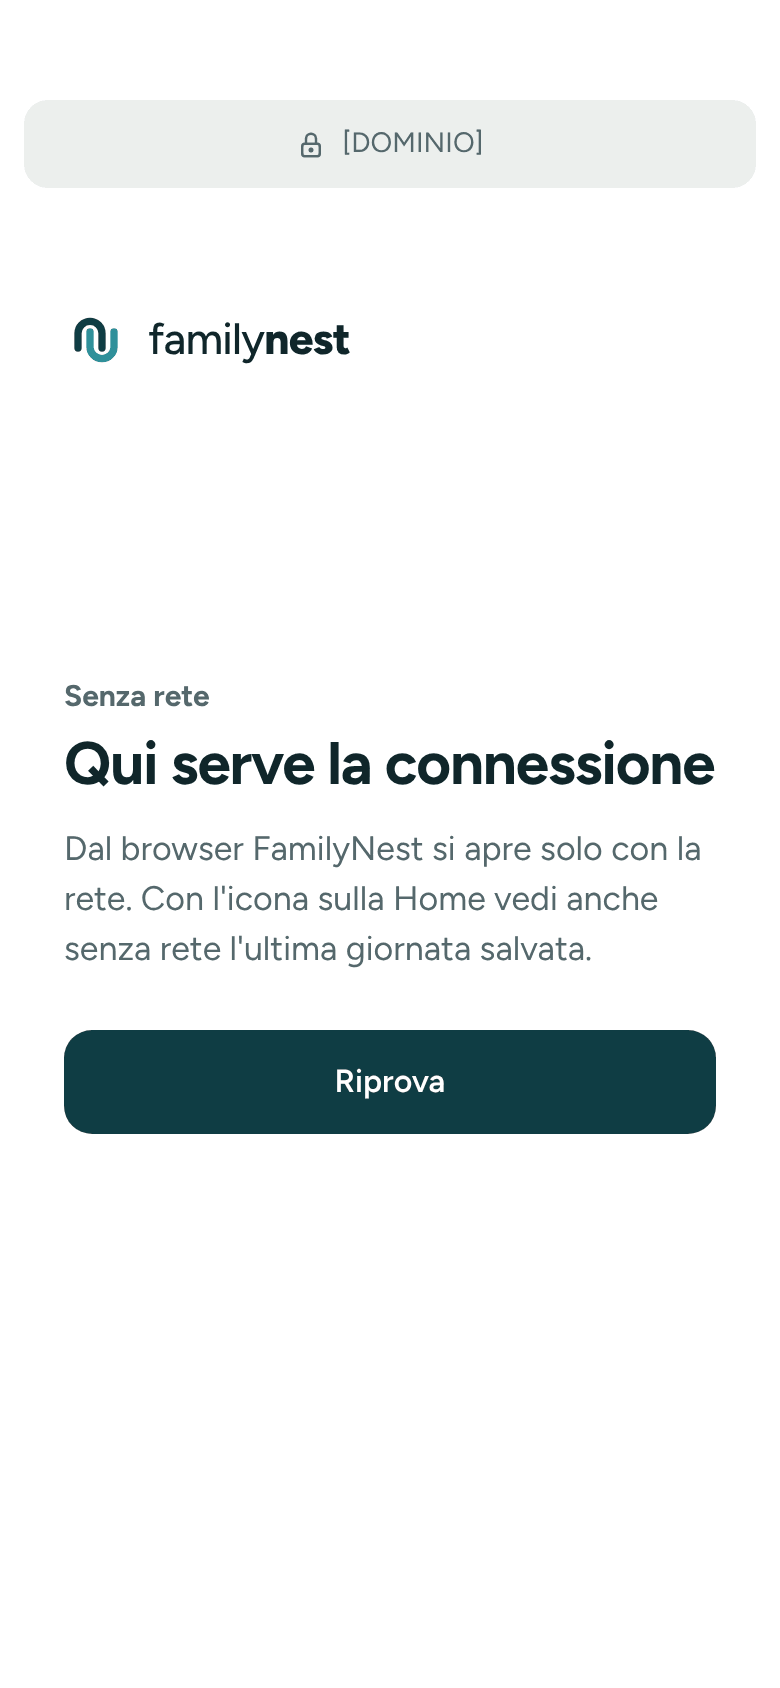 [DOMINIO]
familynest
Senza rete
Qui serve la connessione
Dal browser FamilyNest si apre solo con la
rete. Con l'icona sulla Home vedi anche
senza rete l'ultima giornata salvata.
Riprova